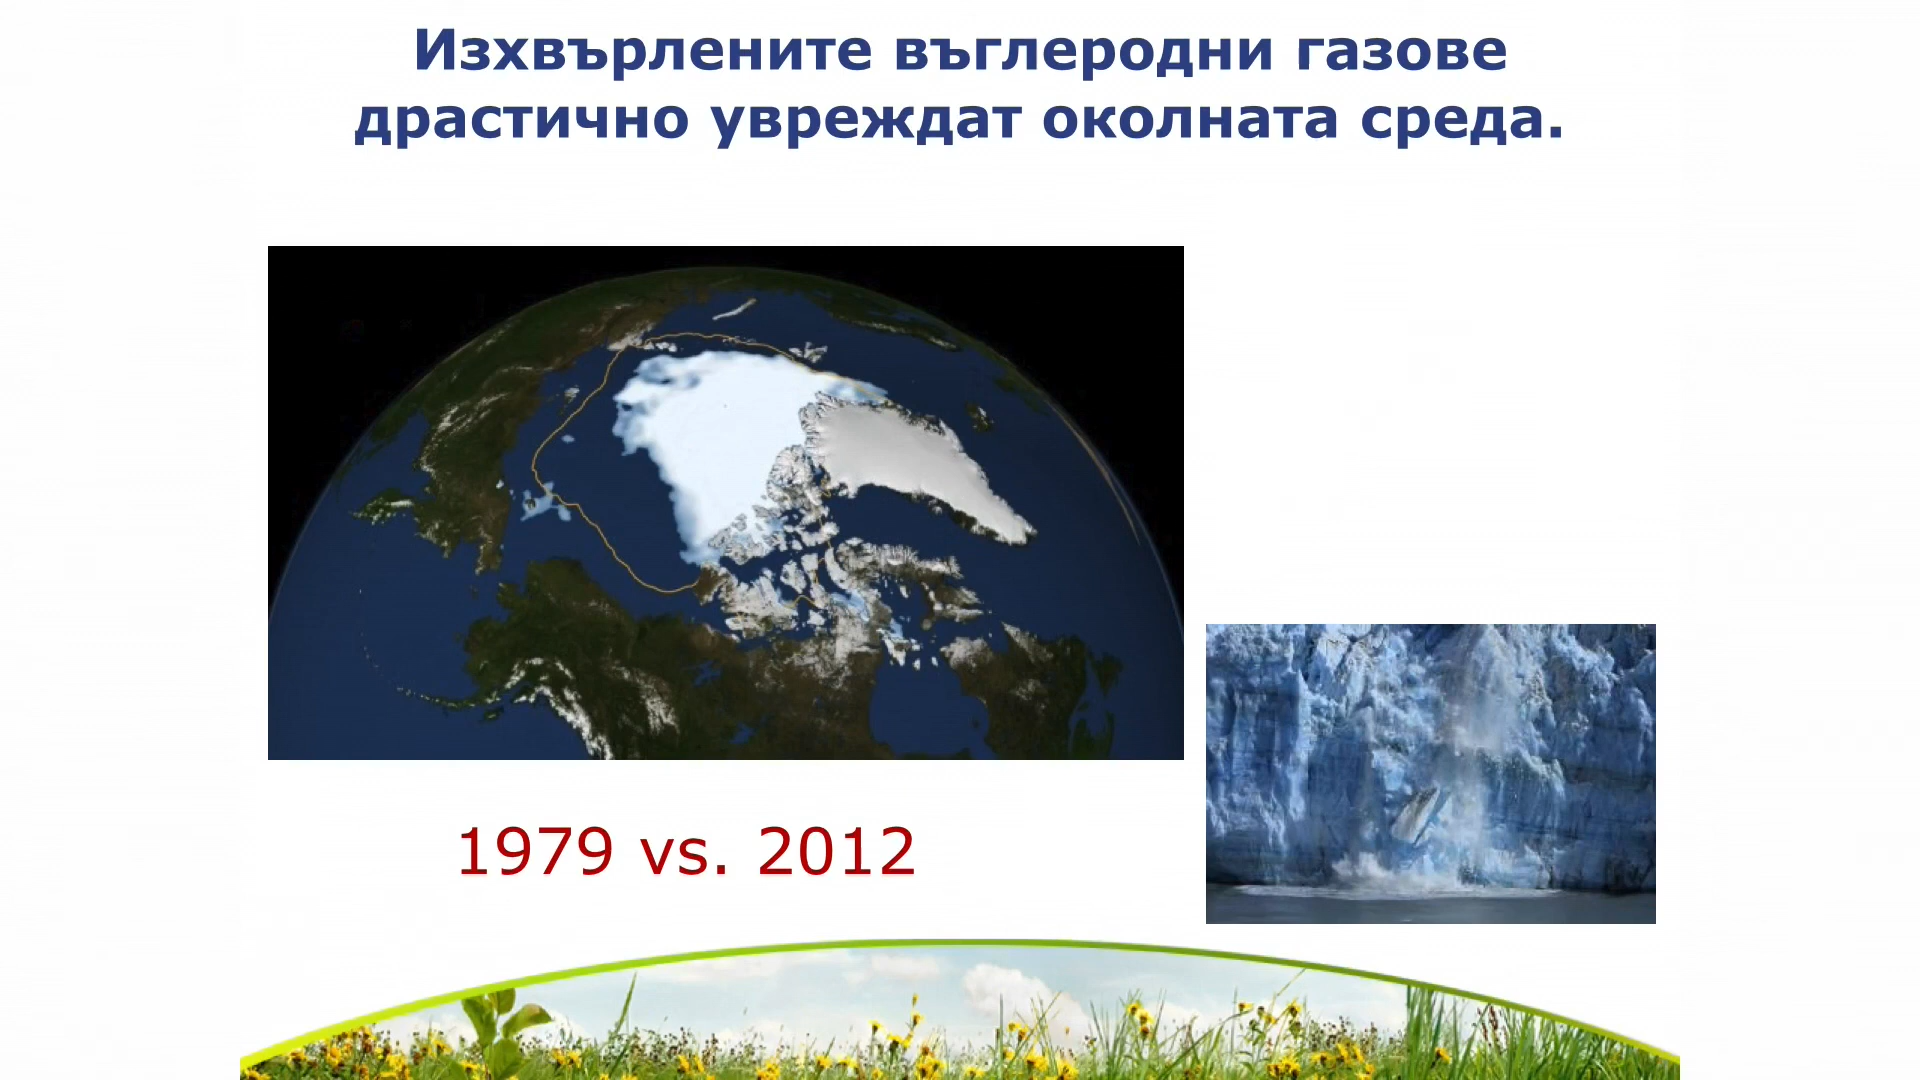 Изхвърлените въглеродни газове
драстично увреждат околната среда.
1979 vs. 2012